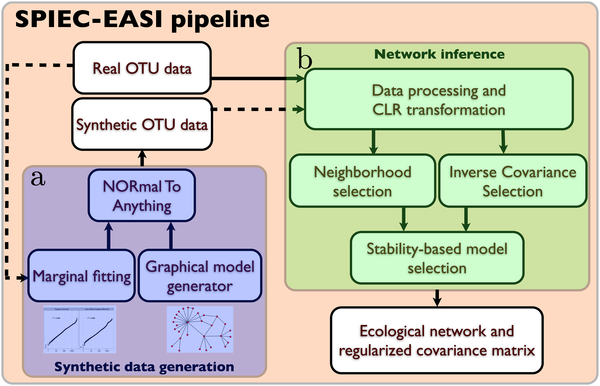 SPIEC-EASI pipeline
Real OTU data
Synthetic OTU data
a
NORmal To
Anything
Marginal fitting
Graphical model
generator
Synthetic data generation
b
Network inference
Data processing and
CLR transformation
Neighborhood
selection
Inverse Covariance
Selection
Stability-based model
selection
Ecological network and
regularized covariance matrix